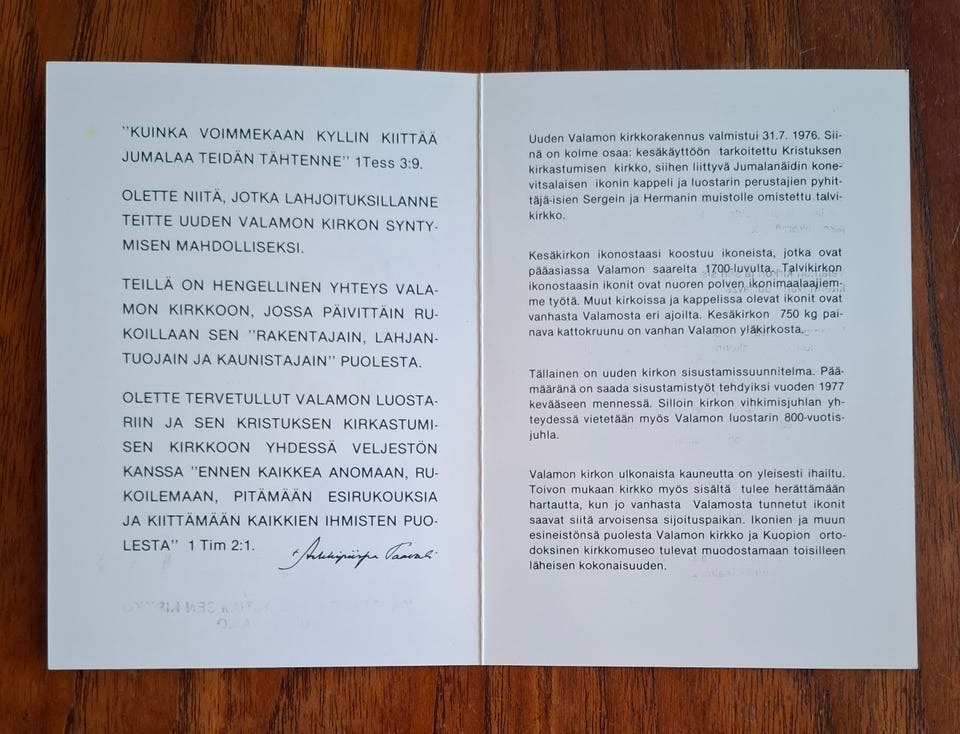 "KUINKA VOIMMEKAAN KYLLIN KIITTÄÄ
JUMALAA TEIDÄN TÄHTENNE" 1Tess 3:9.
OLETTE NIITÄ, JOTKA LAHJOITUKSILLANNE
TEITTE UUDEN VALAMON KIRKON SYNTY-
MISEN MAHDOLLISEKSI.
TEILLÄ ON HENGELLINEN YHTEYS VALA-
MON KIRKKOON, JOSSA PÄIVITTÄIN RU-
KOILLAAN SEN "RAKENTAJAIN, LAHJAN-
TUOJAIN JA KAUNISTAJAIN" PUOLESTA.
OLETTE TERVETULLUT VALAMON LUOSTA-
RIIN JA SEN KRISTUKSEN KIRKASTUMI-
SEN KIRKKOON YHDESSÄ VELJESTÖN
KANSSA "ENNEN KAIKKEA ANOMAAN, RU-
KOILEMAAN, PITÄMÄÄN ESIRUKOUKSIA
JA KIITTÄMÄÄN KAIKKIEN IHMISTEN PUO-
LESTA" 1 Tim 2:1.
+Arkkipiispa Paavali
Uuden Valamon kirkkorakennus valmistui 31.7. 1976. Sii-
nä on kolme osaa: kesäkäyttöön tarkoitettu Kristuksen
kirkastumisen kirkko, siihen liittyvä Jumalanäidin kone-
vitsalaisen ikonin kappeli ja luostarin perustajien pyhit-
täjä-isien Sergein ja Hermanin muistolle omistettu talvi-
kirkko.
Kesäkirkon ikonostaasi koostuu ikoneista, jotka ovat
pääasiassa Valamon saarelta 1700-luvulta. Talvikirkon
ikonostaasin ikonit ovat nuoren polven ikonimaalaajiem-
me työtä. Muut kirkoissa ja kappelissa olevat ikonit ovat
vanhasta Valamosta eri ajoilta. Kesäkirkon 750 kg pai-
nava kattokruunu on vanhan Valamon yläkirkosta.
Tällainen on uuden kirkon sisustamissuunnitelma. Pää-
määränä on saada sisustamistyöt tehdyiksi vuoden 1977
kevääseen mennessä. Silloin kirkon vihkimisjuhlan yh-
teydessä vietetään myös Valamon luostarin 800-vuotis-
juhla.
Valamon kirkon ulkonaista kauneutta on yleisesti ihailtu.
Toivon mukaan kirkko myös sisältä tulee herättämään
hartautta, kun jo vanhasta Valamosta tunnetut ikonit
saavat siitä arvoisensa sijoituspaikan. Ikonien ja muun
esineistönsä puolesta Valamon kirkko ja Kuopion orto-
doksinen kirkkomuseo tulevat muodostamaan toisilleen
läheisen kokonaisuuden.